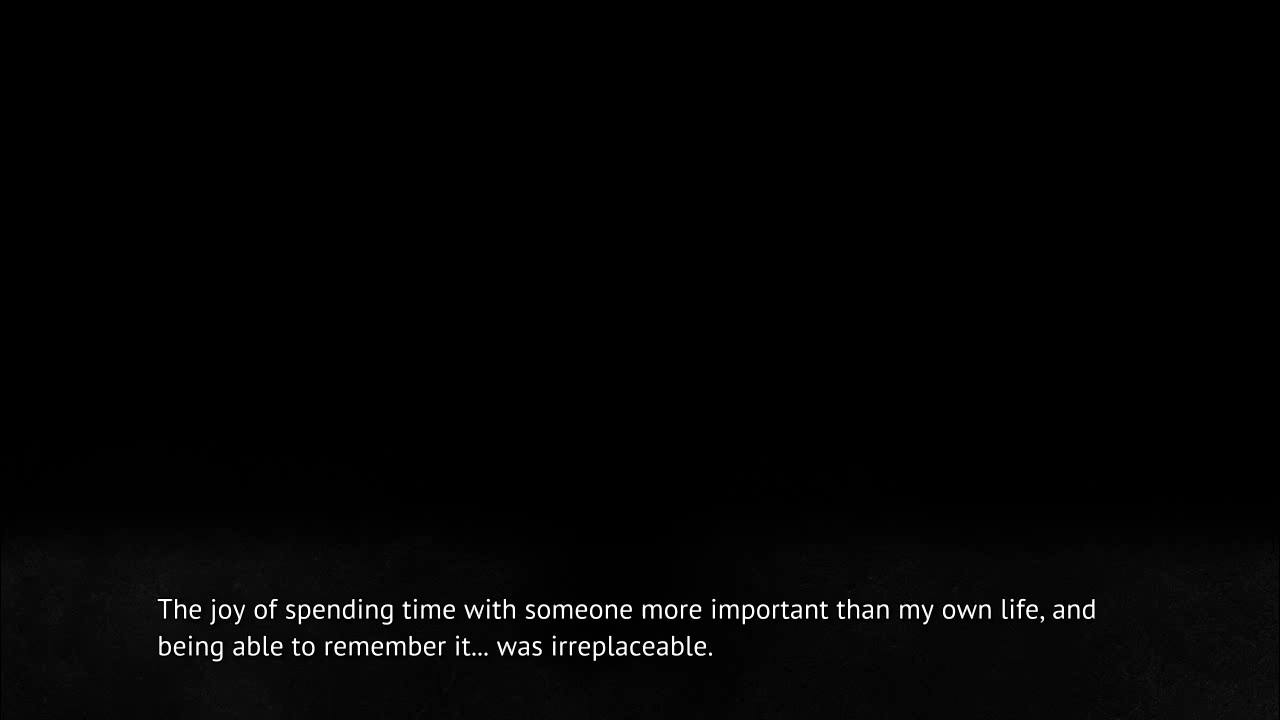 The joy of spending time with someone more important than my own life, and
being able to remember it... was irreplaceable.